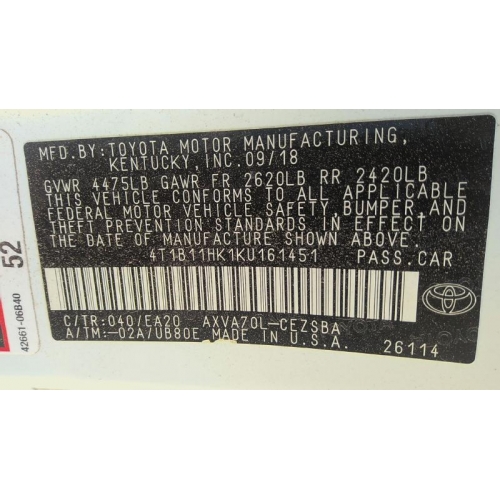 MFD.BY:TOYOTA MOTOR MANUFACTURING,
KENTUCKY, INC. 09/18
GVWR 4475LB GAWR FR 2620LB RR 2420LB
THIS VEHICLE CONFORMS TO ALL APPLICABLE
FEDERAL MOTOR VEHICLE SAFETY, BUMPER, AND
THEFT PREVENTION STANDARDS IN EFFECT ON
THE DATE OF MANUFACTURE SHOWN ABOVE.
4T1B11HK1KU161451 PASS.CAR
C/TR:040/EA20 AXVA70L-CEZSBA
A/TM:-02A/UB80E MADE IN U.S.A.
26114
52
42661-06B40